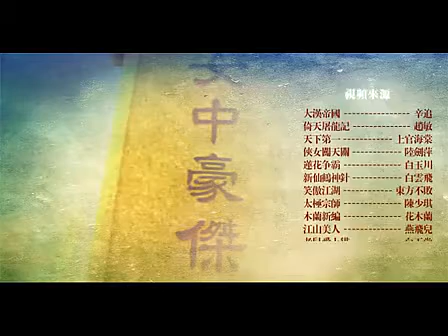 中豪傑
視頻來源
大漢帝國 ---------------- 辛追
倚天屠龍記 -------------- 趙敏
天下第一 ------------ 上官海棠
俠女闖天關 ------------ 陸劍萍
蓮花争霸 -------------- 白玉川
新仙鶴神針 ------------ 白雲飛
笑傲江湖 ------------ 東方不敗
太極宗師 -------------- 陳少琪
木蘭新編 -------------- 花木蘭
江山美人 -------------- 燕飛兒